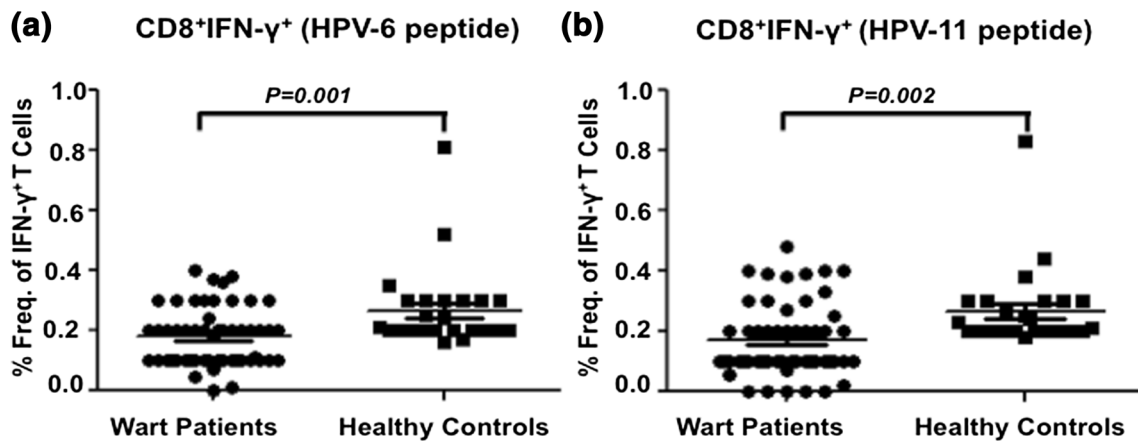 (a) CD8⁺IFN-γ⁺ (HPV-6 peptide)
% Freq. of IFN-γ⁺ T Cells
1.0
0.8
0.6
0.4
0.2
0.0
P=0.001
Wart Patients
Healthy Controls
(b) CD8⁺IFN-γ⁺ (HPV-11 peptide)
% Freq. of IFN-γ⁺ T Cells
1.0
0.8
0.6
0.4
0.2
0.0
P=0.002
Wart Patients
Healthy Controls